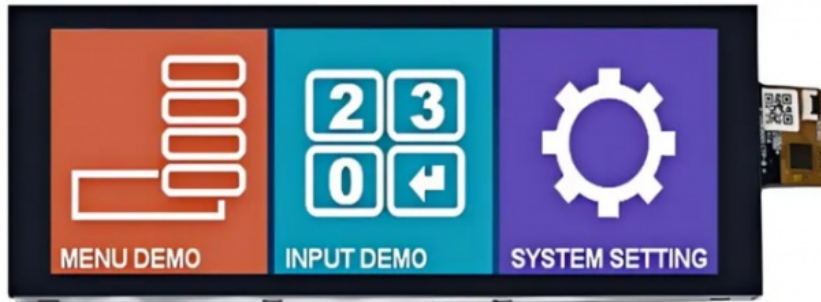 2 3
0
MENU DEMO
INPUT DEMO
SYSTEM SETTING